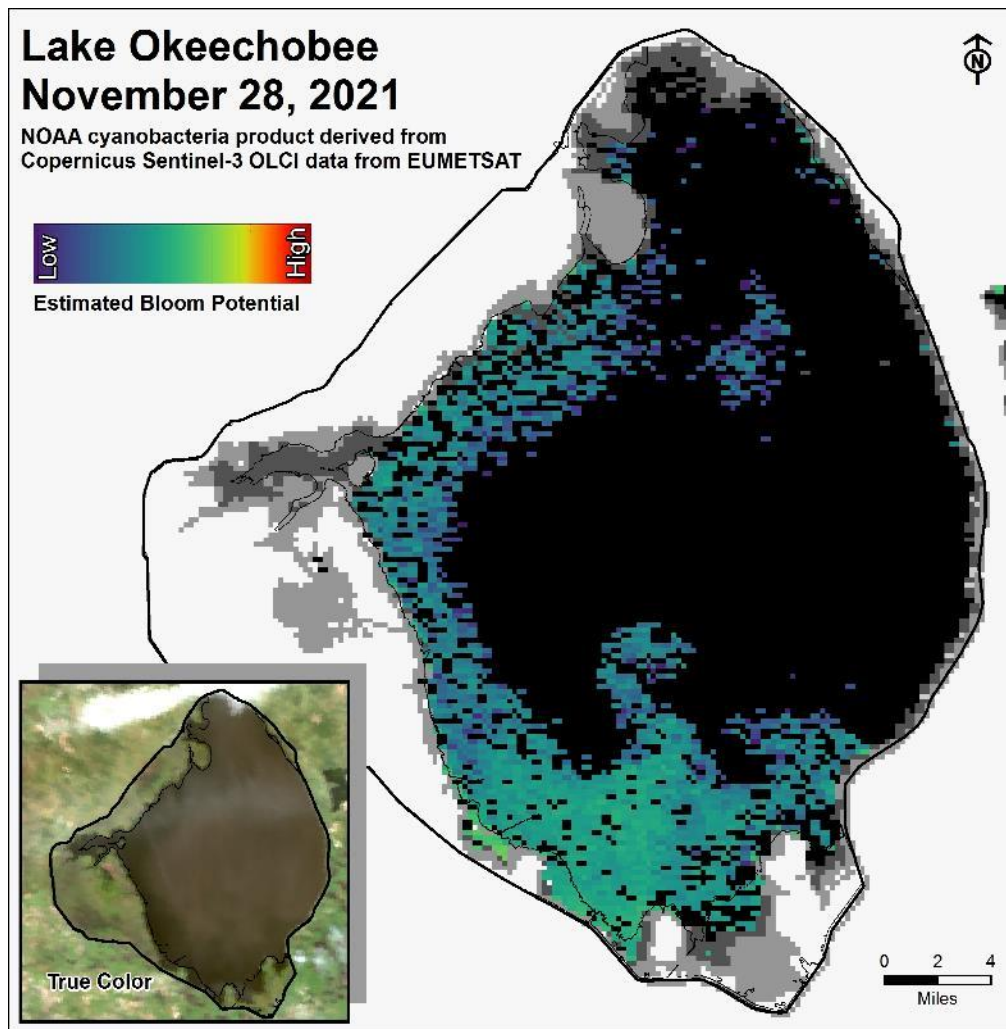 Lake Okeechobee
November 28, 2021
NOAA cyanobacteria product derived from
Copernicus Sentinel-3 OLCI data from EUMETSAT
N
Low
High
Estimated Bloom Potential
True Color
0 2 4
Miles